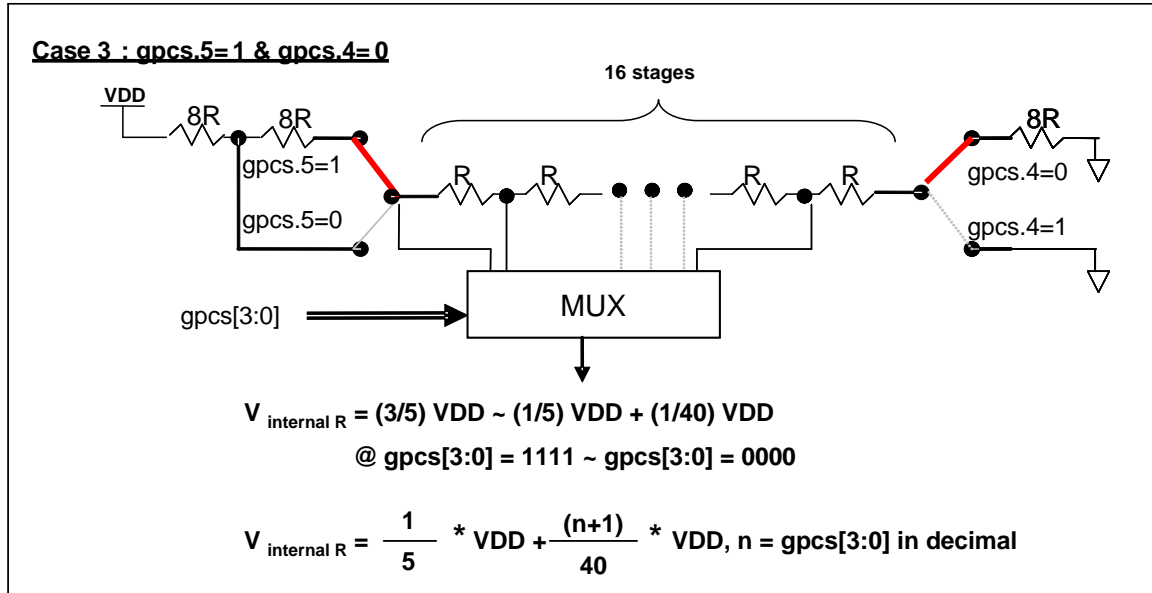 Case 3 : gpcs.5= 1 & gpcs.4= 0
16 stages
VDD
8R 8R 8R
gpcs.5=1 gpcs.4=0
R R R R
gpcs.5=0 gpcs.4=1
MUX
gpcs[3:0]
V internal R = (3/5) VDD ~ (1/5) VDD + (1/40) VDD
@ gpcs[3:0] = 1111 ~ gpcs[3:0] = 0000
V internal R = 1/5 * VDD + (n+1)/40 * VDD, n = gpcs[3:0] in decimal